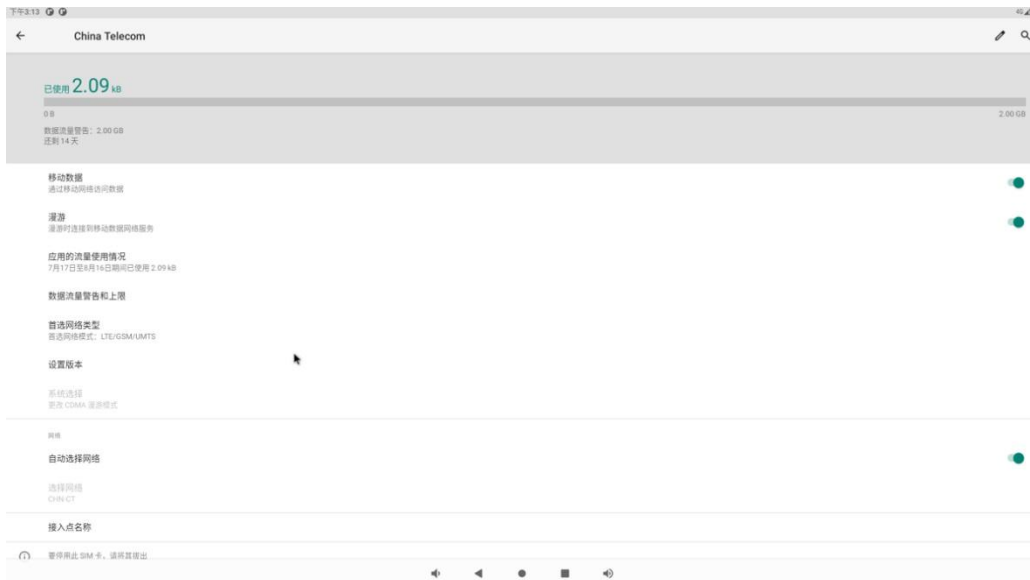 下午3:13
4G
China Telecom
已使用 2.09 kB
0 B
2.00 GB
数据流量警告：2.00 GB
还剩 14 天
移动数据
通过移动网络访问数据
漫游
漫游时连接到移动数据网络服务
应用的流量使用情况
7月17日至8月16日期间已使用 2.09 kB
数据流量警告和上限
首选网络类型
首选网络模式：LTE/GSM/UMTS
设置版本
系统选择
更改 CDMA 漫游模式
网络
自动选择网络
选择网络
CHN CT
接入点名称
要停用此 SIM 卡，请将其拔出